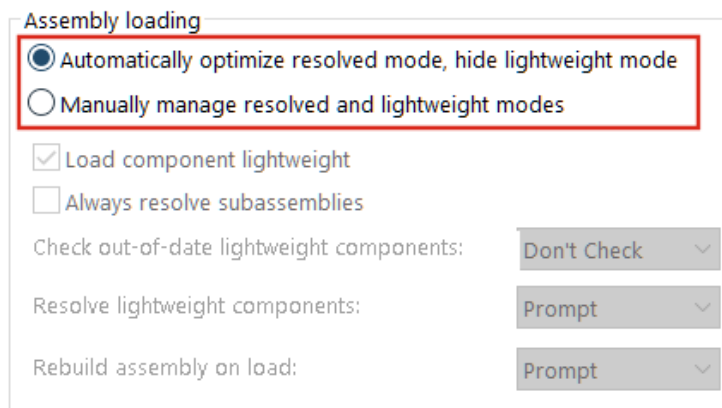 Assembly loading
Automatically optimize resolved mode, hide lightweight mode
Manually manage resolved and lightweight modes
Load component lightweight
Always resolve subassemblies
Check out-of-date lightweight components: Don't Check
Resolve lightweight components: Prompt
Rebuild assembly on load: Prompt